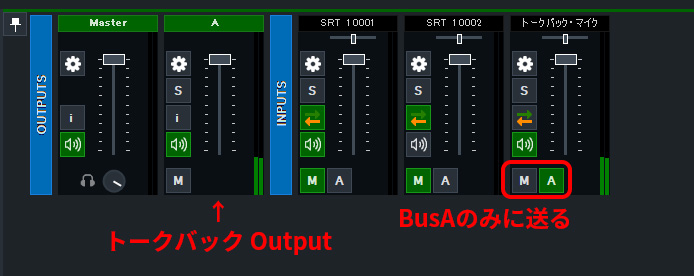 OUTPUTS
Master
i
A
S
i
M
INPUTS
SRT 10001
S
M A
SRT 10002
S
M A
トークバック・マイク
S
M A
↑
トークバック Output
BusAのみに送る